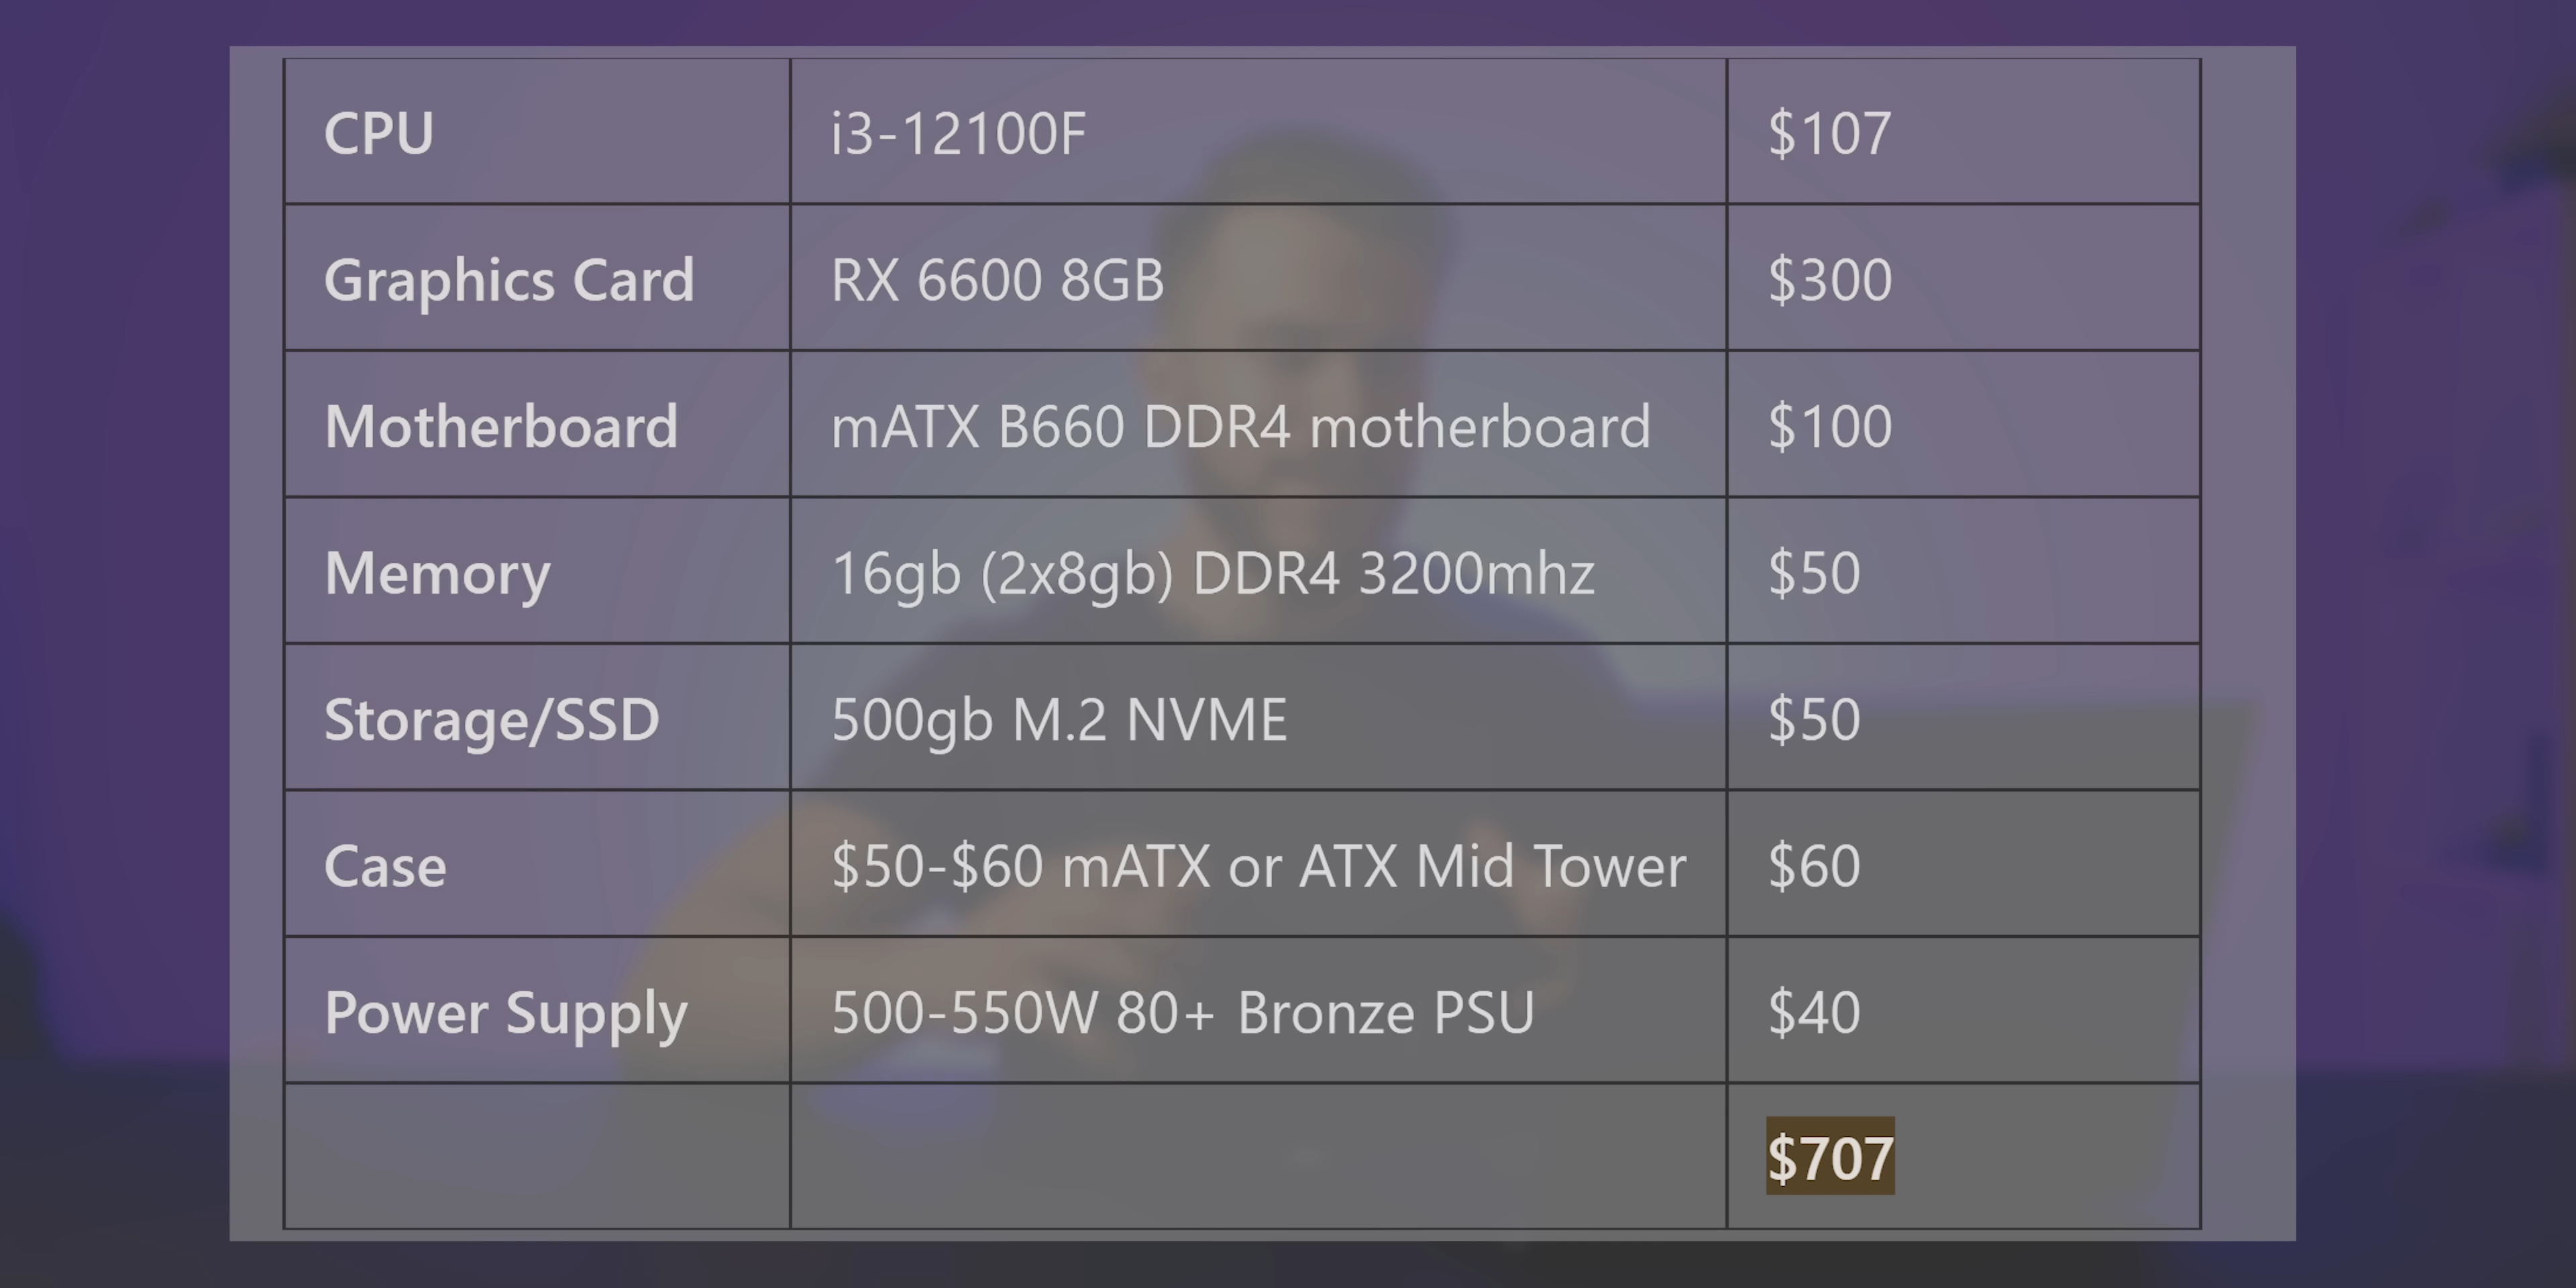 CPU i3-12100F $107
Graphics Card RX 6600 8GB $300
Motherboard mATX B660 DDR4 motherboard $100
Memory 16gb (2x8gb) DDR4 3200mhz $50
Storage/SSD 500gb M.2 NVME $50
Case $50-$60 mATX or ATX Mid Tower $60
Power Supply 500-550W 80+ Bronze PSU $40
$707